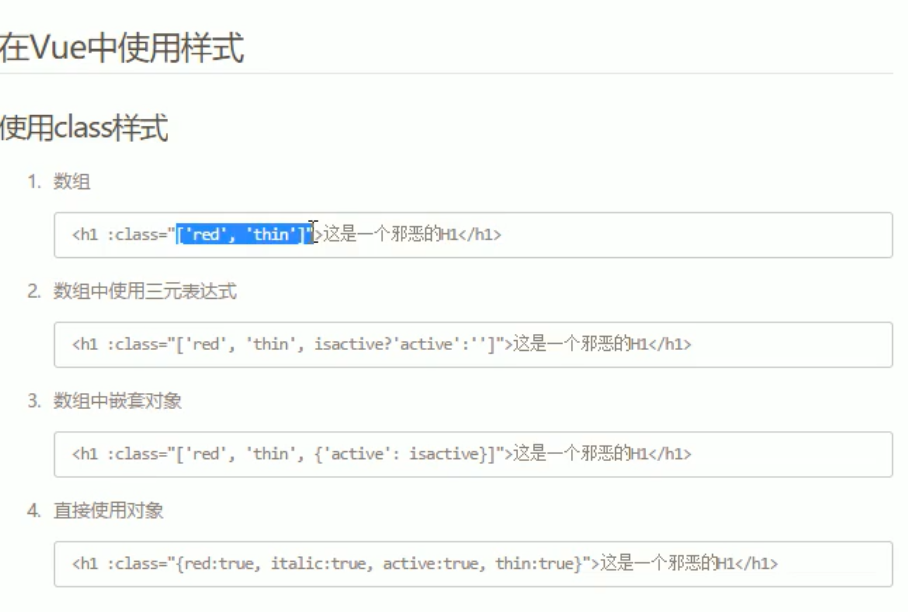 在Vue中使用样式
使用class样式
1. 数组
<h1 :class="['red', 'thin']">这是一个邪恶的H1</h1>
2. 数组中使用三元表达式
<h1 :class="['red', 'thin', isactive?'active':'']">这是一个邪恶的H1</h1>
3. 数组中嵌套对象
<h1 :class="['red', 'thin', {'active': isactive}]">这是一个邪恶的H1</h1>
4. 直接使用对象
<h1 :class="{red:true, italic:true, active:true, thin:true}">这是一个邪恶的H1</h1>